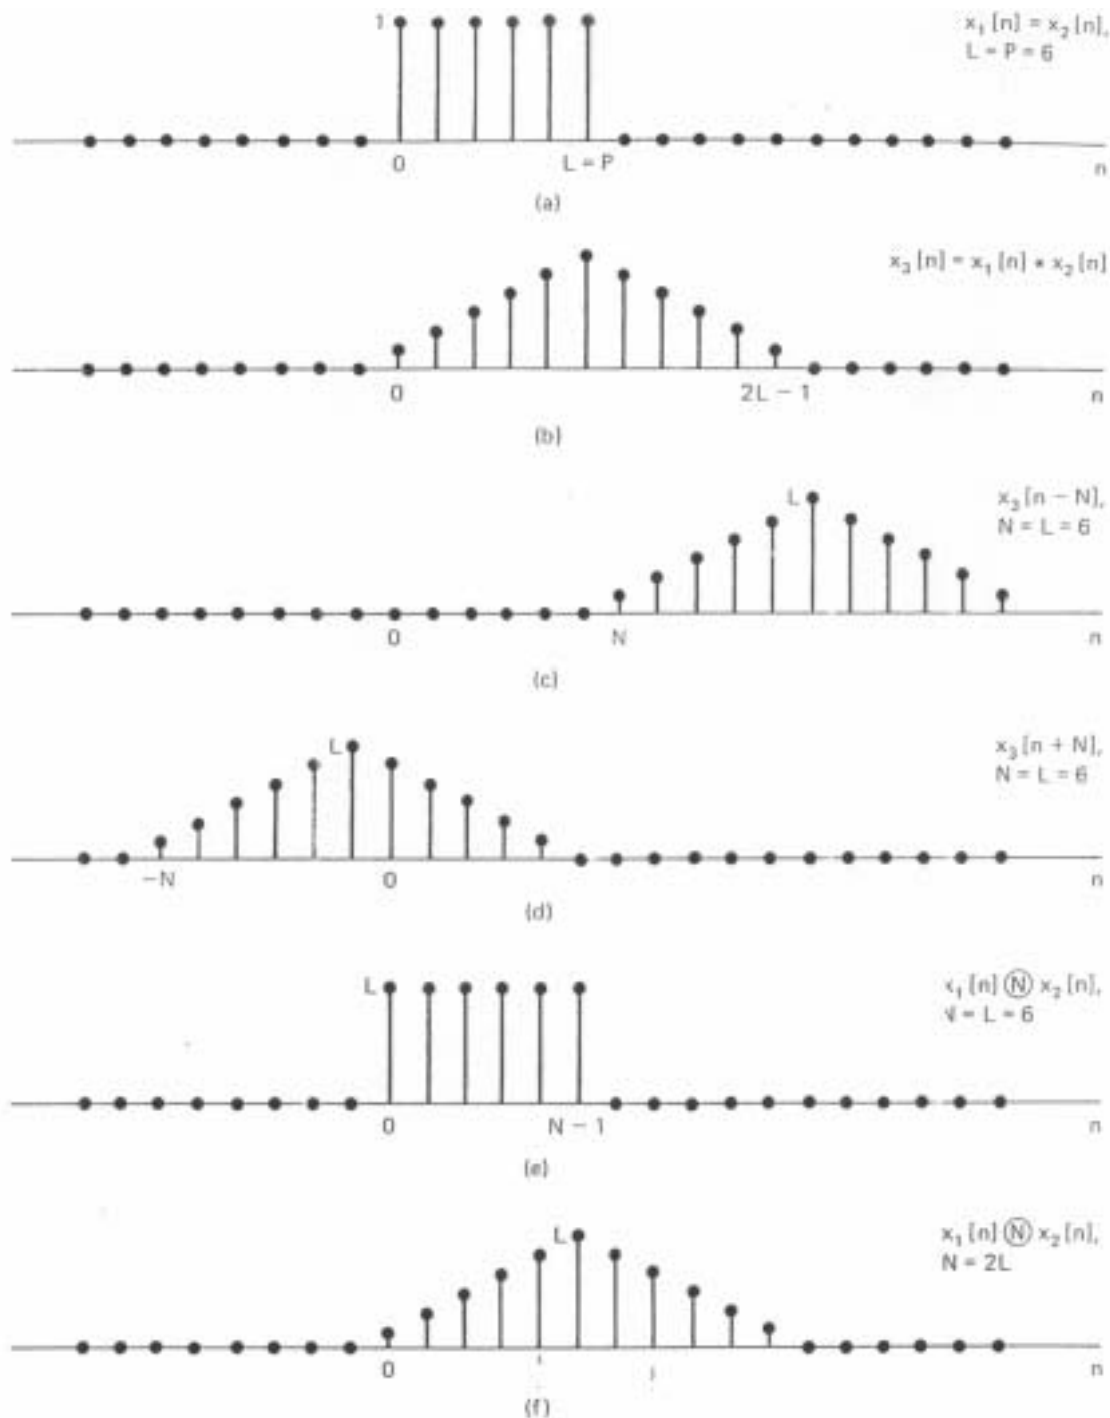 1
x₁[n] = x₂[n],
L = P = 6
0
L = P
n
(a)
x₃[n] = x₁[n] * x₂[n]
0
2L − 1
n
(b)
L
x₃[n − N],
N = L = 6
0
N
n
(c)
L
x₃[n + N],
N = L = 6
−N
0
n
(d)
L
x₁[n] Ⓝ x₂[n],
N = L = 6
0
N − 1
n
(e)
L
x₁[n] Ⓝ x₂[n],
N = 2L
0
n
(f)